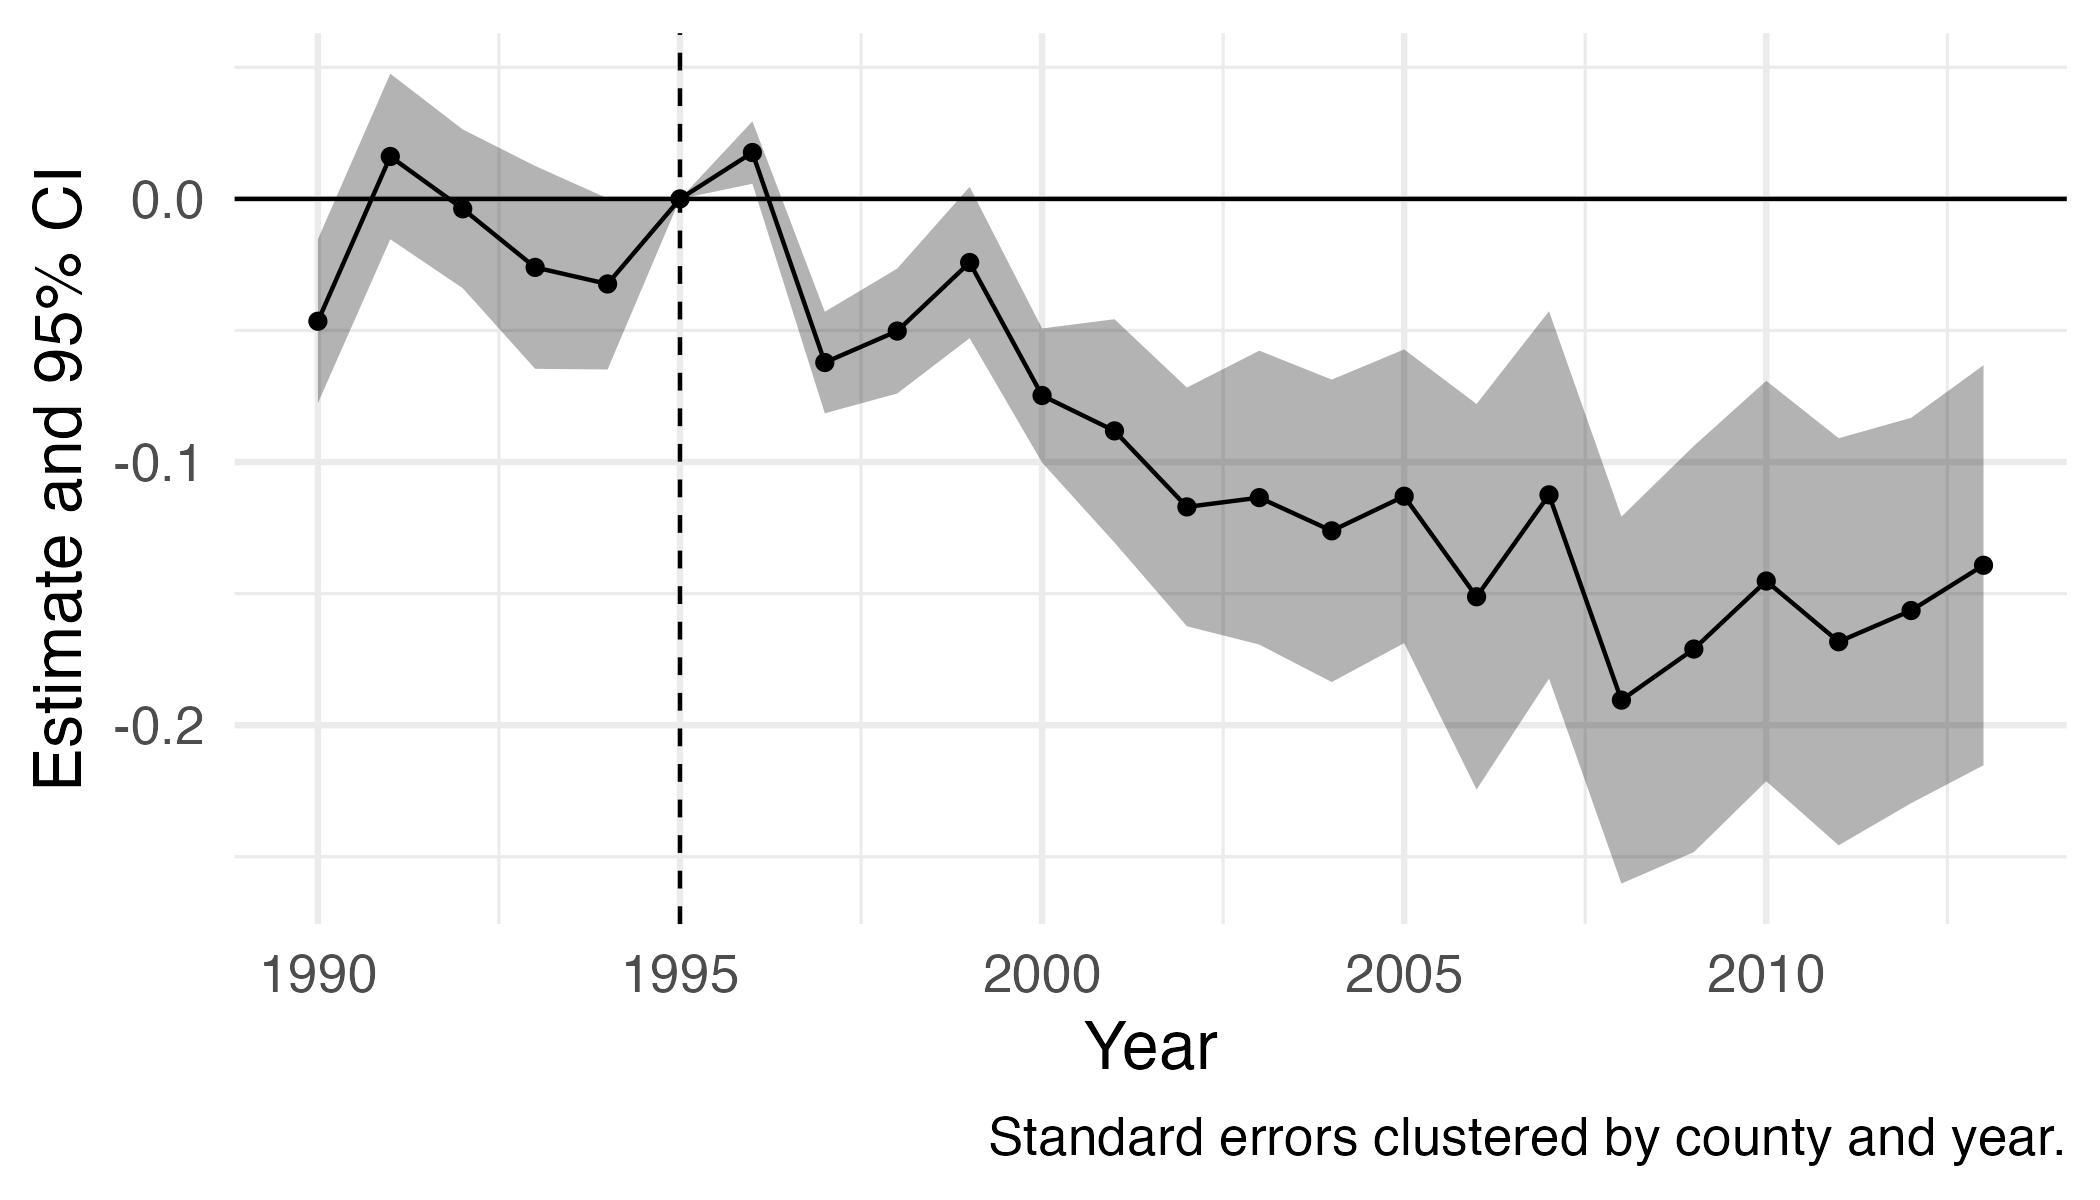 Estimate and 95% CI
0.0
-0.1
-0.2
1990 1995 2000 2005 2010
Year
Standard errors clustered by county and year.